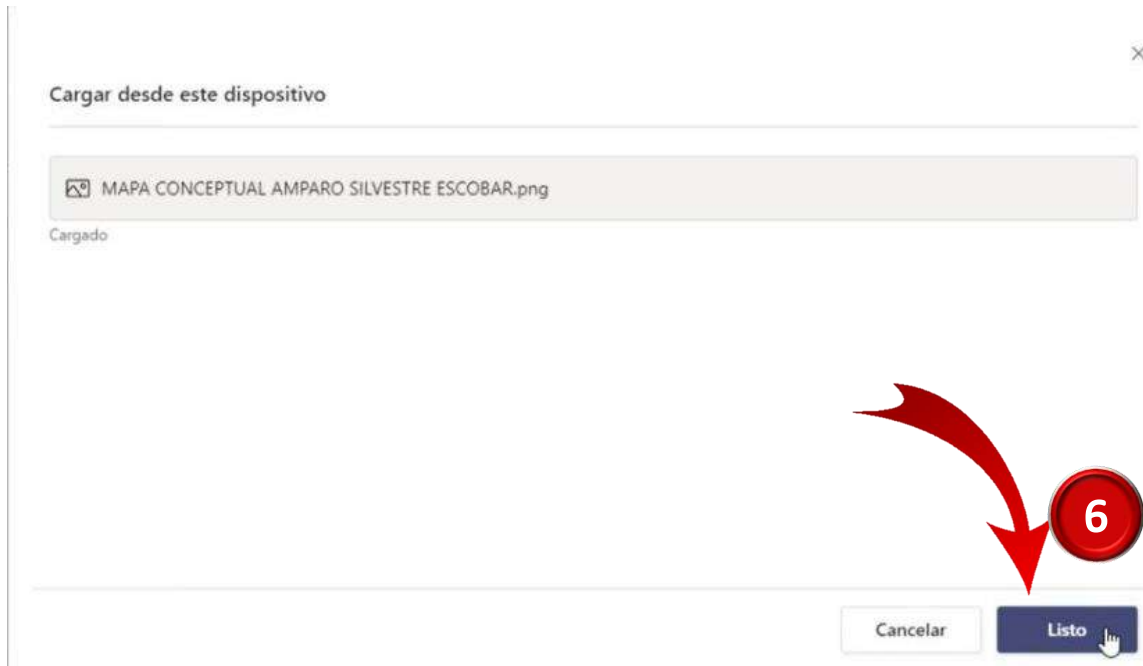 Cargar desde este dispositivo
MAPA CONCEPTUAL AMPARO SILVESTRE ESCOBAR.png
Cargado
6
Cancelar
Listo